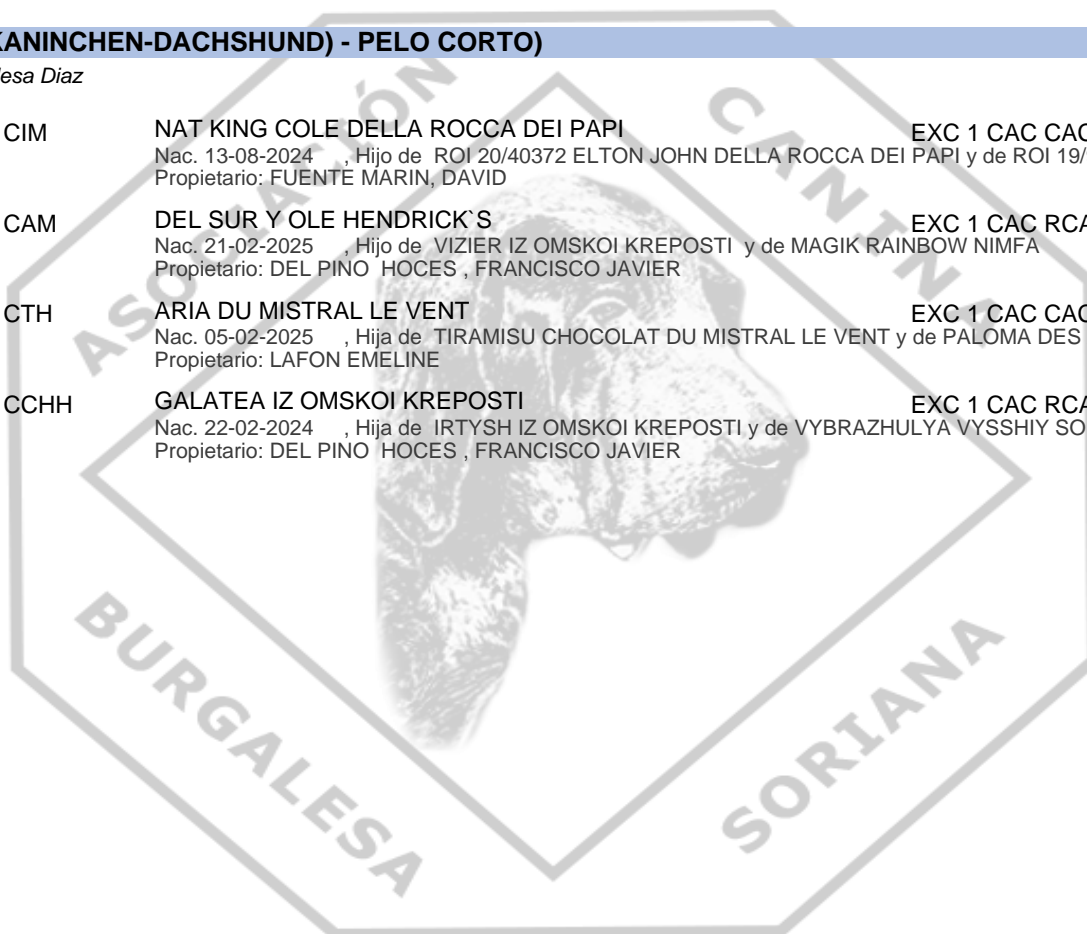 KANINCHEN-DACHSHUND) - PELO CORTO)
esa Diaz
CIM NAT KING COLE DELLA ROCCA DEI PAPI EXC 1 CAC CAC
Nac. 13-08-2024 , Hijo de ROI 20/40372 ELTON JOHN DELLA ROCCA DEI PAPI y de ROI 19/
Propietario: FUENTE MARIN, DAVID
CAM DEL SUR Y OLE HENDRICK`S EXC 1 CAC RCA
Nac. 21-02-2025 , Hijo de VIZIER IZ OMSKOI KREPOSTI y de MAGIK RAINBOW NIMFA
Propietario: DEL PINO HOCES , FRANCISCO JAVIER
CTH ARIA DU MISTRAL LE VENT EXC 1 CAC CAC
Nac. 05-02-2025 , Hija de TIRAMISU CHOCOLAT DU MISTRAL LE VENT y de PALOMA DES
Propietario: LAFON EMELINE
CCHH GALATEA IZ OMSKOI KREPOSTI EXC 1 CAC RCA
Nac. 22-02-2024 , Hija de IRTYSH IZ OMSKOI KREPOSTI y de VYBRAZHULYA VYSSHIY SO
Propietario: DEL PINO HOCES , FRANCISCO JAVIER
ASOCIACIÓN
CANINA
BURGALESA
SORIANA